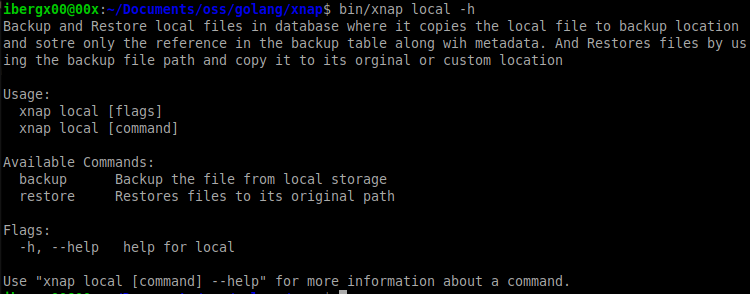 ibergx00@00x:~/Documents/oss/golang/xnap$ bin/xnap local -h
Backup and Restore local files in database where it copies the local file to backup location
and sotre only the reference in the backup table along wih metadata. And Restores files by us
ing the backup file path and copy it to its orginal or custom location
Usage:
xnap local [flags]
xnap local [command]
Available Commands:
backup Backup the file from local storage
restore Restores files to its original path
Flags:
-h, --help help for local
Use "xnap local [command] --help" for more information about a command.